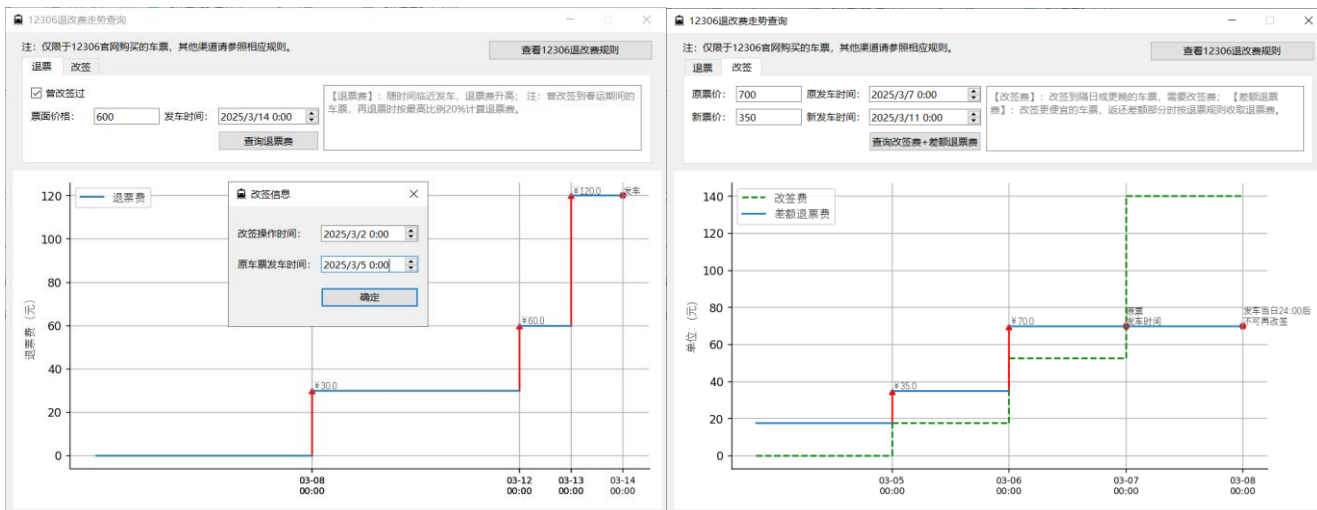 12306退改费走势查询
注：仅限于12306官网购买的车票，其他渠道请参照相应规则。
查看12306退改费规则
退票
改签
曾改签过
票面价格：
600
发车时间：
2025/3/14 0:00
查询退票费
【退票费】：随时间临近发车，退票费升高； 注：曾改签到春运期间的
车票，再退票时按最高比例20%计算退票费。
退票费
改签信息
改签操作时间：
2025/3/2 0:00
原车票发车时间：
2025/3/5 0:00
确定
退票费 （元）
120
100
80
60
40
20
0
¥30.0
¥60.0
¥120.0
发车
03-08
00:00
03-12
00:00
03-13
00:00
03-14
00:00
12306退改费走势查询
注：仅限于12306官网购买的车票，其他渠道请参照相应规则。
查看12306退改费规则
退票
改签
原票价：
700
原发车时间：
2025/3/7 0:00
新票价：
350
新发车时间：
2025/3/11 0:00
查询改签费+差额退票费
【改签费】：改签到隔日或更晚的车票，需要改签费； 【差额退票
费】：改签更便宜的车票，返还差额部分时按退票规则收取退票费。
改签费
差额退票费
单位 （元）
140
120
100
80
60
40
20
0
¥35.0
¥70.0
发车时间
发车当日24:00后
不可再改签
03-05
00:00
03-06
00:00
03-07
00:00
03-08
00:00